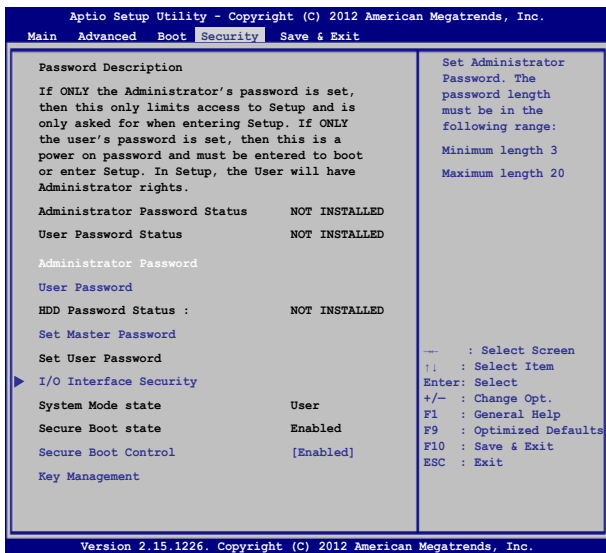 Aptio Setup Utility - Copyright (C) 2012 American Megatrends, Inc.
Main Advanced Boot Security Save & Exit
Password Description
If ONLY the Administrator's password is set,
then this only limits access to Setup and is
only asked for when entering Setup. If ONLY
the user's password is set, then this is a
power on password and must be entered to boot
or enter Setup. In Setup, the User will have
Administrator rights.
Administrator Password Status NOT INSTALLED
User Password Status NOT INSTALLED
Administrator Password
User Password
HDD Password Status : NOT INSTALLED
Set Master Password
Set User Password
I/O Interface Security
System Mode state User
Secure Boot state Enabled
Secure Boot Control [Enabled]
Key Management
Set Administrator
Password. The
password length
must be in the
following range:
Minimum length 3
Maximum length 20
→← : Select Screen
↑↓ : Select Item
Enter: Select
+/— : Change Opt.
F1 : General Help
F9 : Optimized Defaults
F10 : Save & Exit
ESC : Exit
Version 2.15.1226. Copyright (C) 2012 American Megatrends, Inc.